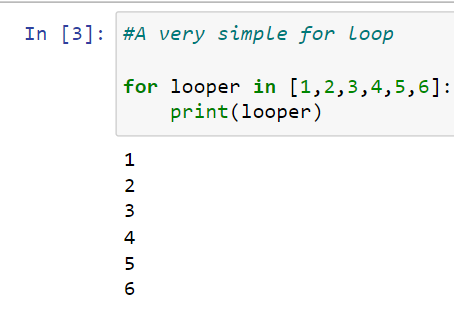 In [3]: #A very simple for loop
for looper in [1,2,3,4,5,6]:
    print(looper)
1
2
3
4
5
6